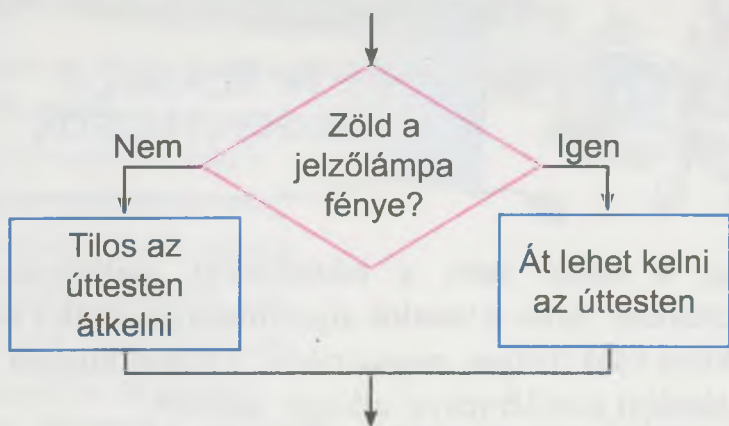 Zöld a
jelzőlámpa
fénye?
Nem
Igen
Tilos az
úttesten
átkelni
Át lehet kelni
az úttesten